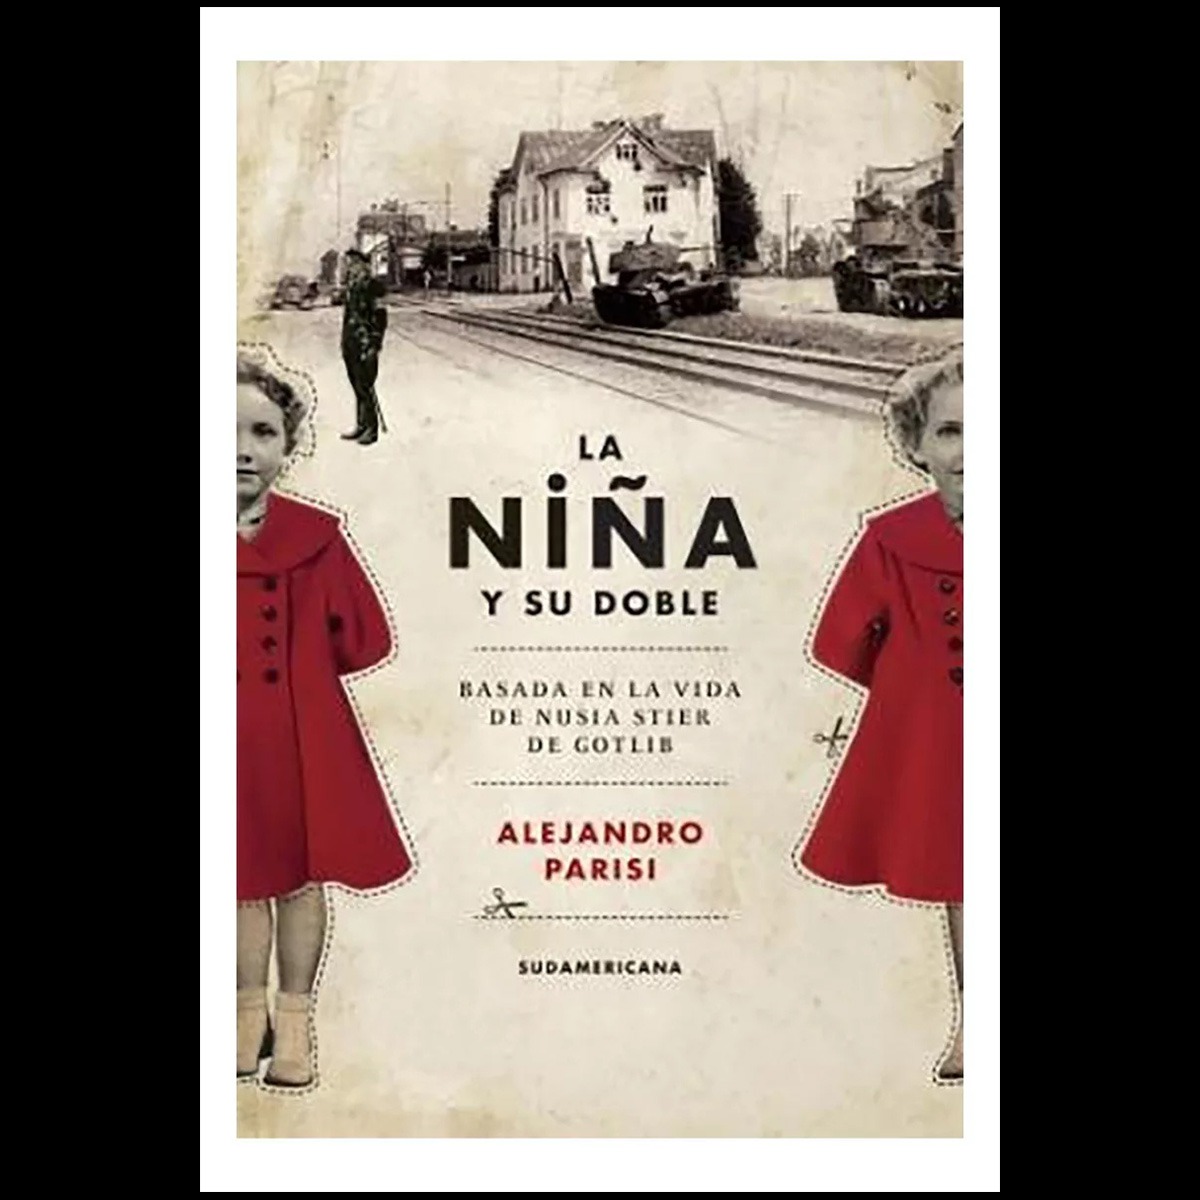 LA
NIÑA
Y SU DOBLE
BASADA EN LA VIDA
DE NUSIA STIER
DE GOTLIB
ALEJANDRO
PARISI
SUDAMERICANA